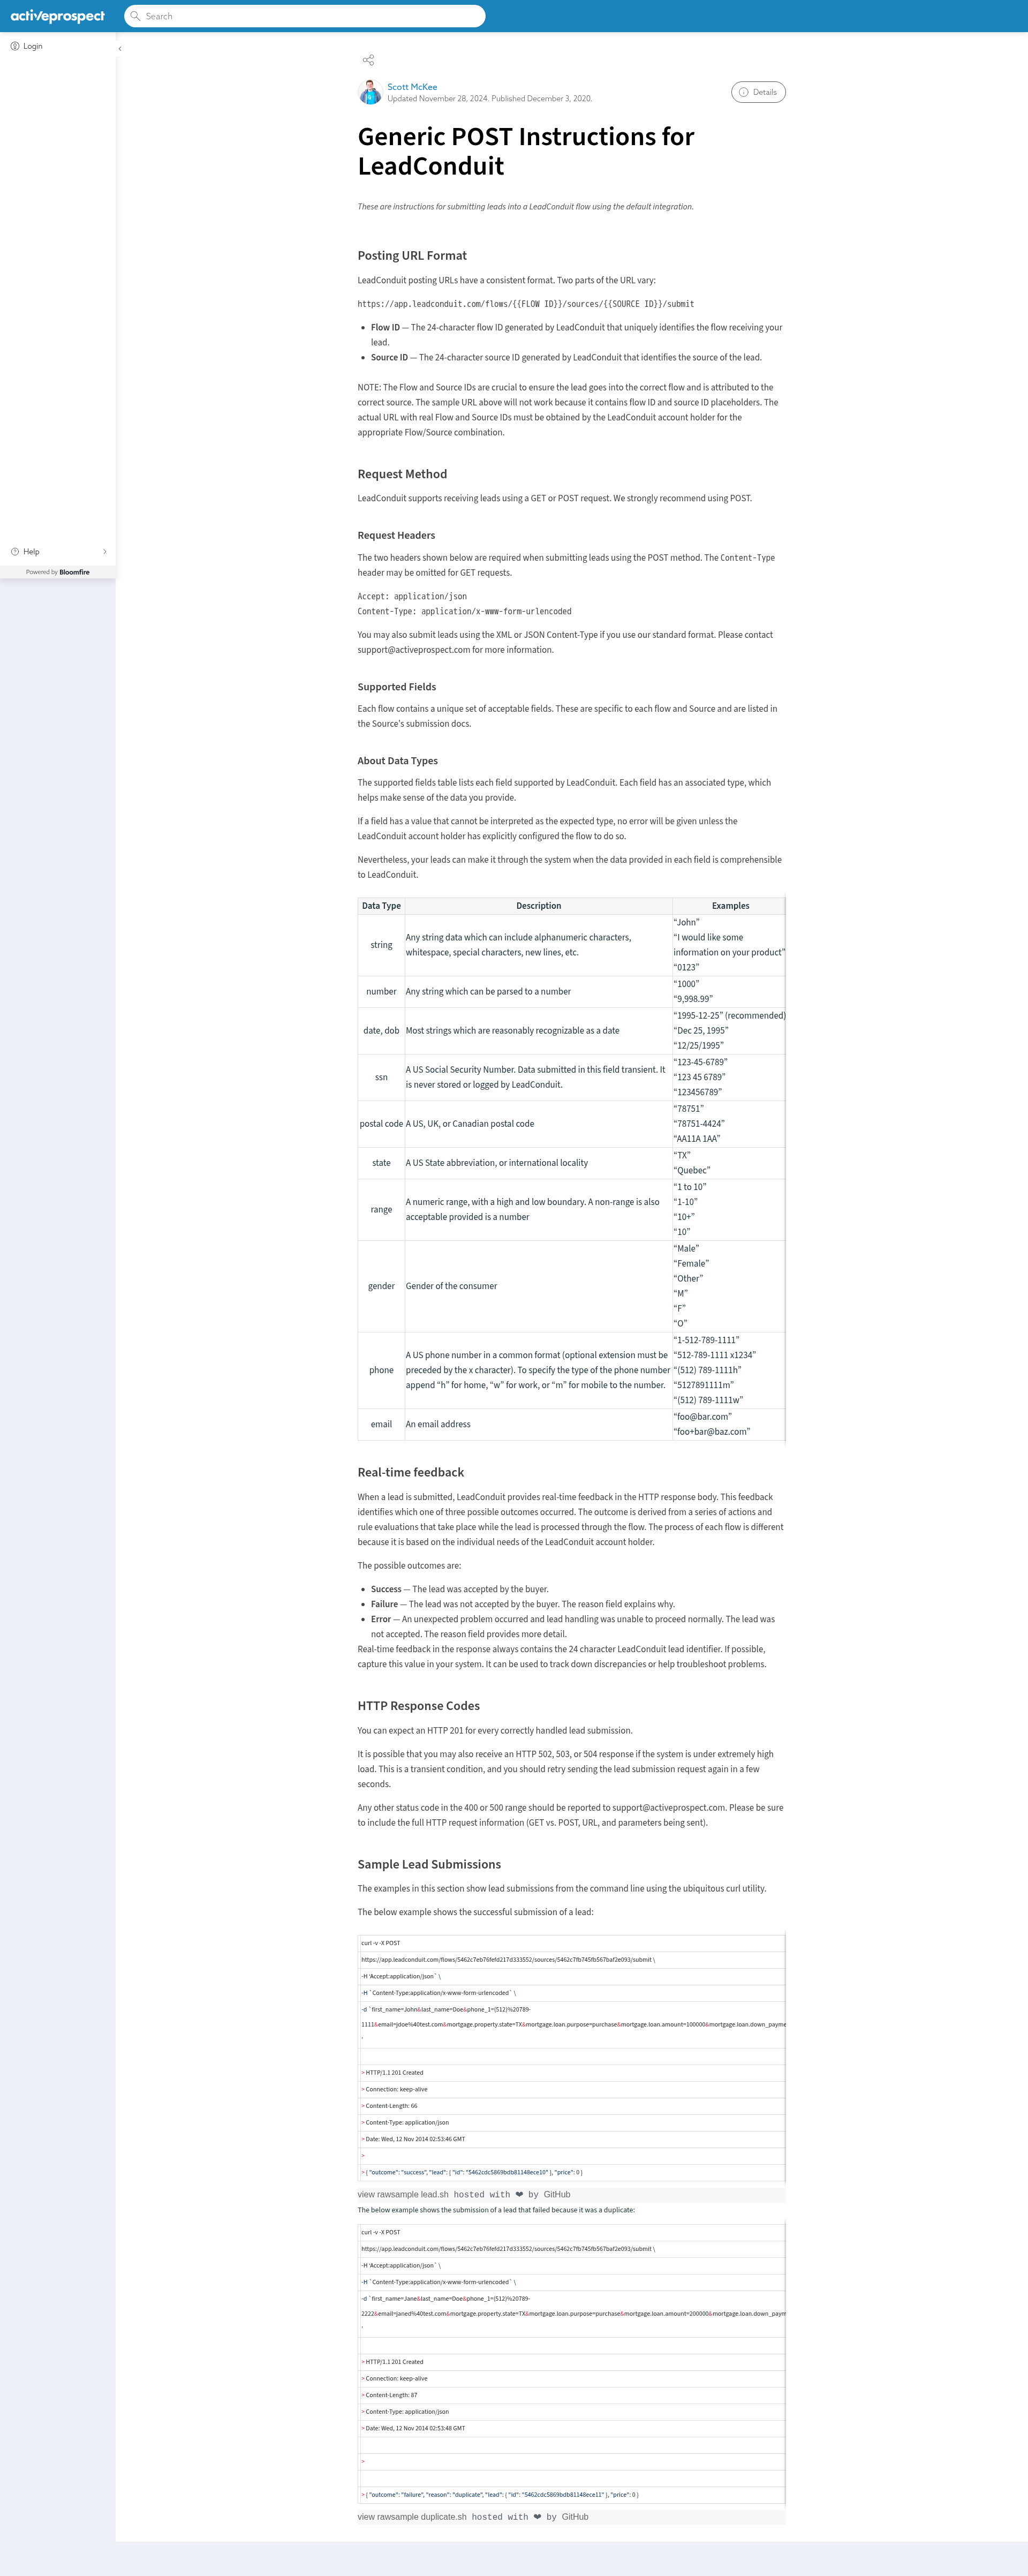 activeprospect
Search
Login
Scott McKee
Updated November 28, 2024. Published December 3, 2020.
Details
Generic POST Instructions for
LeadConduit
These are instructions for submitting leads into a LeadConduit flow using the default integration.
Posting URL Format
LeadConduit posting URLs have a consistent format. Two parts of the URL vary:
https://app.leadconduit.com/flows/{{FLOW ID}}/sources/{{SOURCE ID}}/submit
• Flow ID — The 24-character flow ID generated by LeadConduit that uniquely identifies the flow receiving your
lead.
• Source ID — The 24-character source ID generated by LeadConduit that identifies the source of the lead.
NOTE: The Flow and Source IDs are crucial to ensure the lead goes into the correct flow and is attributed to the
correct source. The sample URL above will not work because it contains flow ID and source ID placeholders. The
actual URL with real Flow and Source IDs must be obtained by the LeadConduit account holder for the
appropriate Flow/Source combination.
Request Method
LeadConduit supports receiving leads using a GET or POST request. We strongly recommend using POST.
Request Headers
The two headers shown below are required when submitting leads using the POST method. The Content-Type
header may be omitted for GET requests.
Help
Powered by Bloomfire
Accept: application/json
Content-Type: application/x-www-form-urlencoded
You may also submit leads using the XML or JSON Content-Type if you use our standard format. Please contact
support@activeprospect.com for more information.
Supported Fields
Each flow contains a unique set of acceptable fields. These are specific to each flow and Source and are listed in
the Source's submission docs.
About Data Types
The supported fields table lists each field supported by LeadConduit. Each field has an associated type, which
helps make sense of the data you provide.
If a field has a value that cannot be interpreted as the expected type, no error will be given unless the
LeadConduit account holder has explicitly configured the flow to do so.
Nevertheless, your leads can make it through the system when the data provided in each field is comprehensible
to LeadConduit.
Data Type Description Examples
string
Any string data which can include alphanumeric characters,
whitespace, special characters, new lines, etc.
“John”
“I would like some
information on your product”
“0123”
number
Any string which can be parsed to a number
“1000”
“9,998.99”
date, dob
Most strings which are reasonably recognizable as a date
“1995-12-25” (recommended)
“Dec 25, 1995”
“12/25/1995”
ssn
A US Social Security Number. Data submitted in this field transient. It
is never stored or logged by LeadConduit.
“123-45-6789”
“123 45 6789”
“123456789”
postal code
A US, UK, or Canadian postal code
“78751”
“78751-4424”
“AA11A 1AA”
state
A US State abbreviation, or international locality
“TX”
“Quebec”
range
A numeric range, with a high and low boundary. A non-range is also
acceptable provided is a number
“1 to 10”
“1-10”
“10+”
“10”
gender
Gender of the consumer
“Male”
“Female”
“Other”
“M”
“F”
“O”
phone
A US phone number in a common format (optional extension must be
preceded by the x character). To specify the type of the phone number
append “h” for home, “w” for work, or “m” for mobile to the number.
“1-512-789-1111”
“512-789-1111 x1234”
“(512) 789-1111h”
“5127891111m”
“(512) 789-1111w”
email
An email address
“foo@bar.com”
“foo+bar@baz.com”
Real-time feedback
When a lead is submitted, LeadConduit provides real-time feedback in the HTTP response body. This feedback
identifies which one of three possible outcomes occurred. The outcome is derived from a series of actions and
rule evaluations that take place while the lead is processed through the flow. The process of each flow is different
because it is based on the individual needs of the LeadConduit account holder.
The possible outcomes are:
• Success — The lead was accepted by the buyer.
• Failure — The lead was not accepted by the buyer. The reason field explains why.
• Error — An unexpected problem occurred and lead handling was unable to proceed normally. The lead was
not accepted. The reason field provides more detail.
Real-time feedback in the response always contains the 24 character LeadConduit lead identifier. If possible,
capture this value in your system. It can be used to track down discrepancies or help troubleshoot problems.
HTTP Response Codes
You can expect an HTTP 201 for every correctly handled lead submission.
It is possible that you may also receive an HTTP 502, 503, or 504 response if the system is under extremely high
load. This is a transient condition, and you should retry sending the lead submission request again in a few
seconds.
Any other status code in the 400 or 500 range should be reported to support@activeprospect.com. Please be sure
to include the full HTTP request information (GET vs. POST, URL, and parameters being sent).
Sample Lead Submissions
The examples in this section show lead submissions from the command line using the ubiquitous curl utility.
The below example shows the successful submission of a lead:
curl -v -X POST
https://app.leadconduit.com/flows/5462c7eb76fefd217d333552/sources/5462c7fb745fb567baf2e093/submit \
-H 'Accept:application/json` \
-H `Content-Type:application/x-www-form-urlencoded` \
-d `first_name=John&last_name=Doe&phone_1=(512)%20789-
1111&email=jdoe%40test.com&mortgage.property.state=TX&mortgage.loan.purpose=purchase&mortgage.loan.amount=100000&mortgage.loan.down_payme
'
> HTTP/1.1 201 Created
> Connection: keep-alive
> Content-Length: 66
> Content-Type: application/json
> Date: Wed, 12 Nov 2014 02:53:46 GMT
>
> { "outcome": "success", "lead": { "id": "5462cdc5869bdb81148ece10" }, "price": 0 }
view rawsample lead.sh hosted with ❤ by GitHub
The below example shows the submission of a lead that failed because it was a duplicate:
curl -v -X POST
https://app.leadconduit.com/flows/5462c7eb76fefd217d333552/sources/5462c7fb745fb567baf2e093/submit \
-H 'Accept:application/json` \
-H `Content-Type:application/x-www-form-urlencoded` \
-d `first_name=Jane&last_name=Doe&phone_1=(512)%20789-
2222&email=janed%40test.com&mortgage.property.state=TX&mortgage.loan.purpose=purchase&mortgage.loan.amount=200000&mortgage.loan.down_paym
'
> HTTP/1.1 201 Created
> Connection: keep-alive
> Content-Length: 87
> Content-Type: application/json
> Date: Wed, 12 Nov 2014 02:53:48 GMT
>
> { "outcome": "failure", "reason": "duplicate", "lead": { "id": "5462cdc5869bdb81148ece11" }, "price": 0 }
view rawsample duplicate.sh hosted with ❤ by GitHub